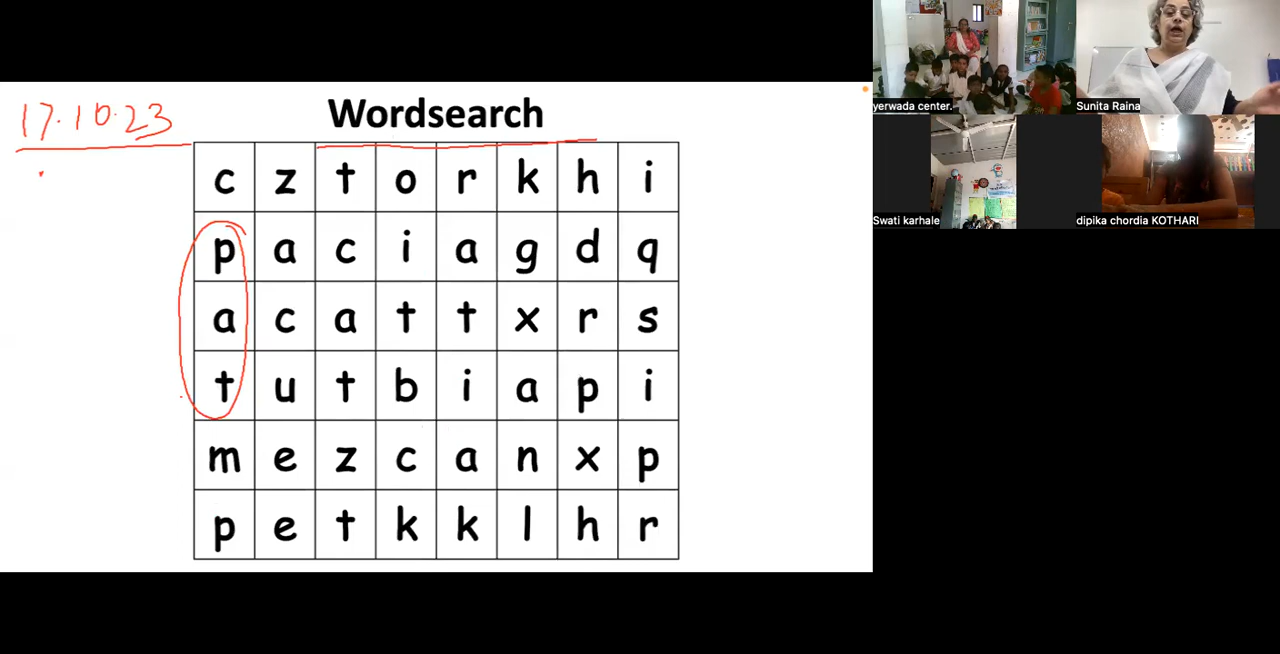 17.10.23
Wordsearch
c z t o r k h i
p a c i a g d q
a c a t t x r s
t u t b i a p i
m e z c a n x p
p e t k k l h r
yerwada center.
Sunita Raina
Swati karhale
dipika chordia KOTHARI